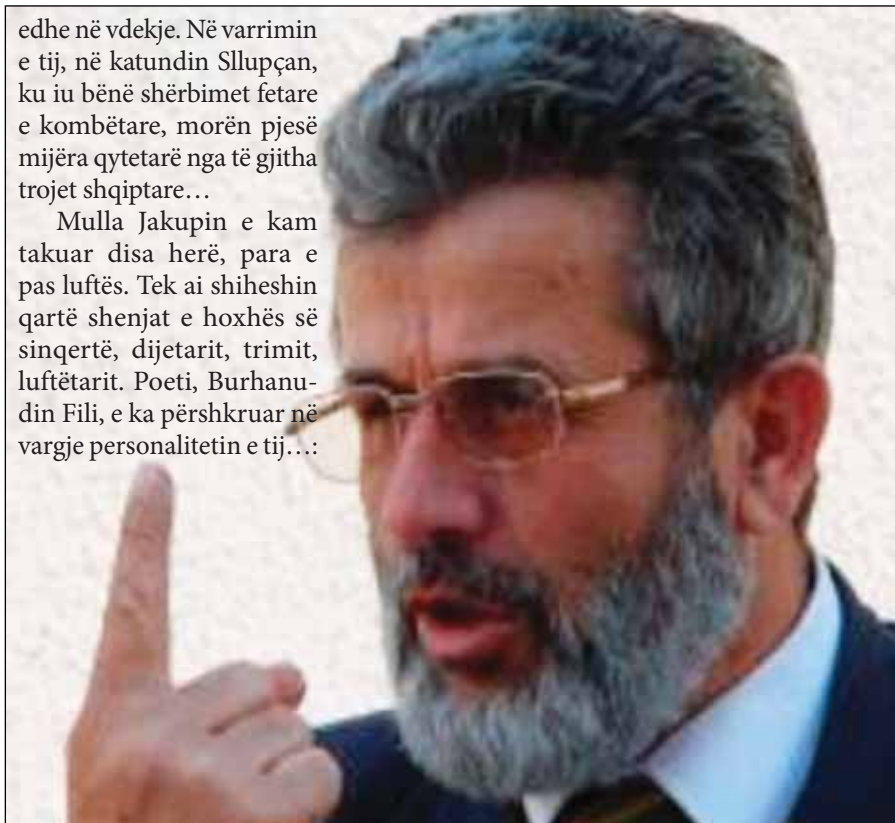 edhe në vdekje. Në varrimin
e tij, në katundin Sllupçan,
ku iu bënë shërbimet fetare
e kombëtare, morën pjesë
mijëra qytetarë nga të gjitha
trojet shqiptare…
Mulla Jakupin e kam
takuar disa herë, para e
pas luftës. Tek ai shiheshin
qartë shenjat e hoxhës së
sinqertë, dijetarit, trimit,
luftëtarit. Poeti, Burhanu-
din Fili, e ka përshkruar në
vargje personalitetin e tij…: